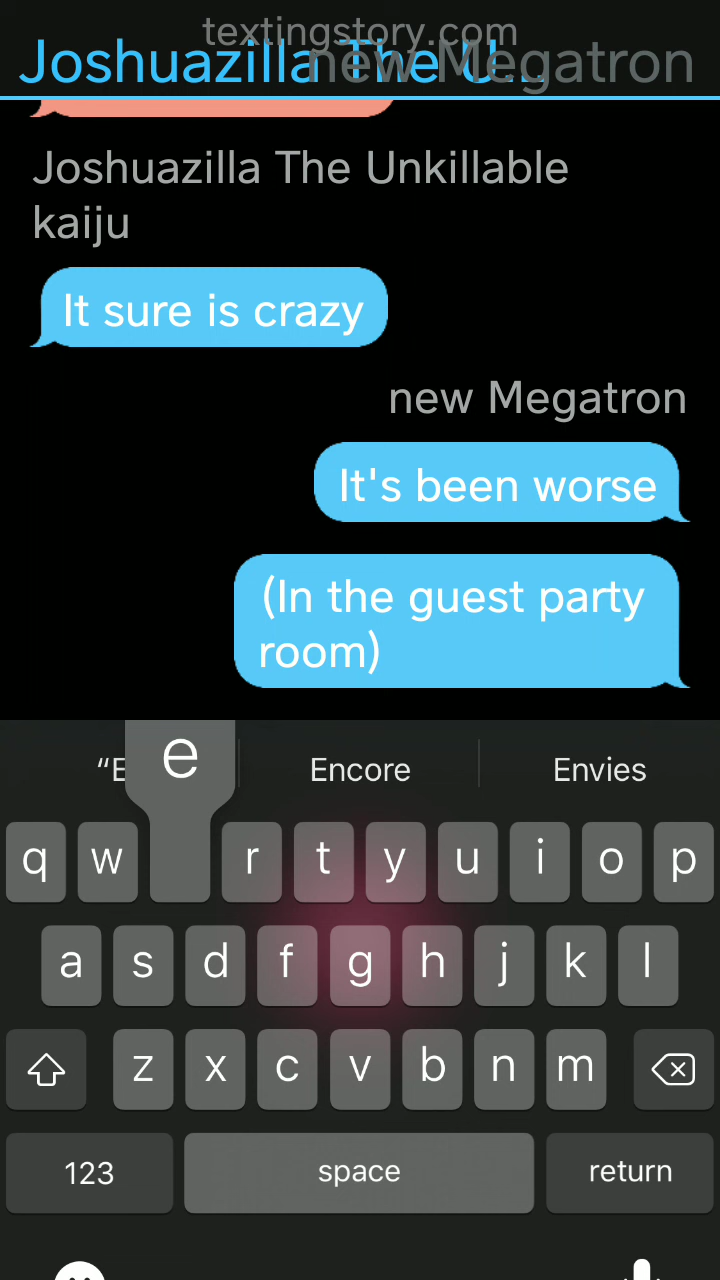 textingstory.com
Joshuazilla The U...
new Megatron
Joshuazilla The Unkillable
kaiju
It sure is crazy
new Megatron
It's been worse
(In the guest party
room)
“E
e
Encore
Envies
q w r t y u i o p
a s d f g h j k l
z x c v b n m
123 space return